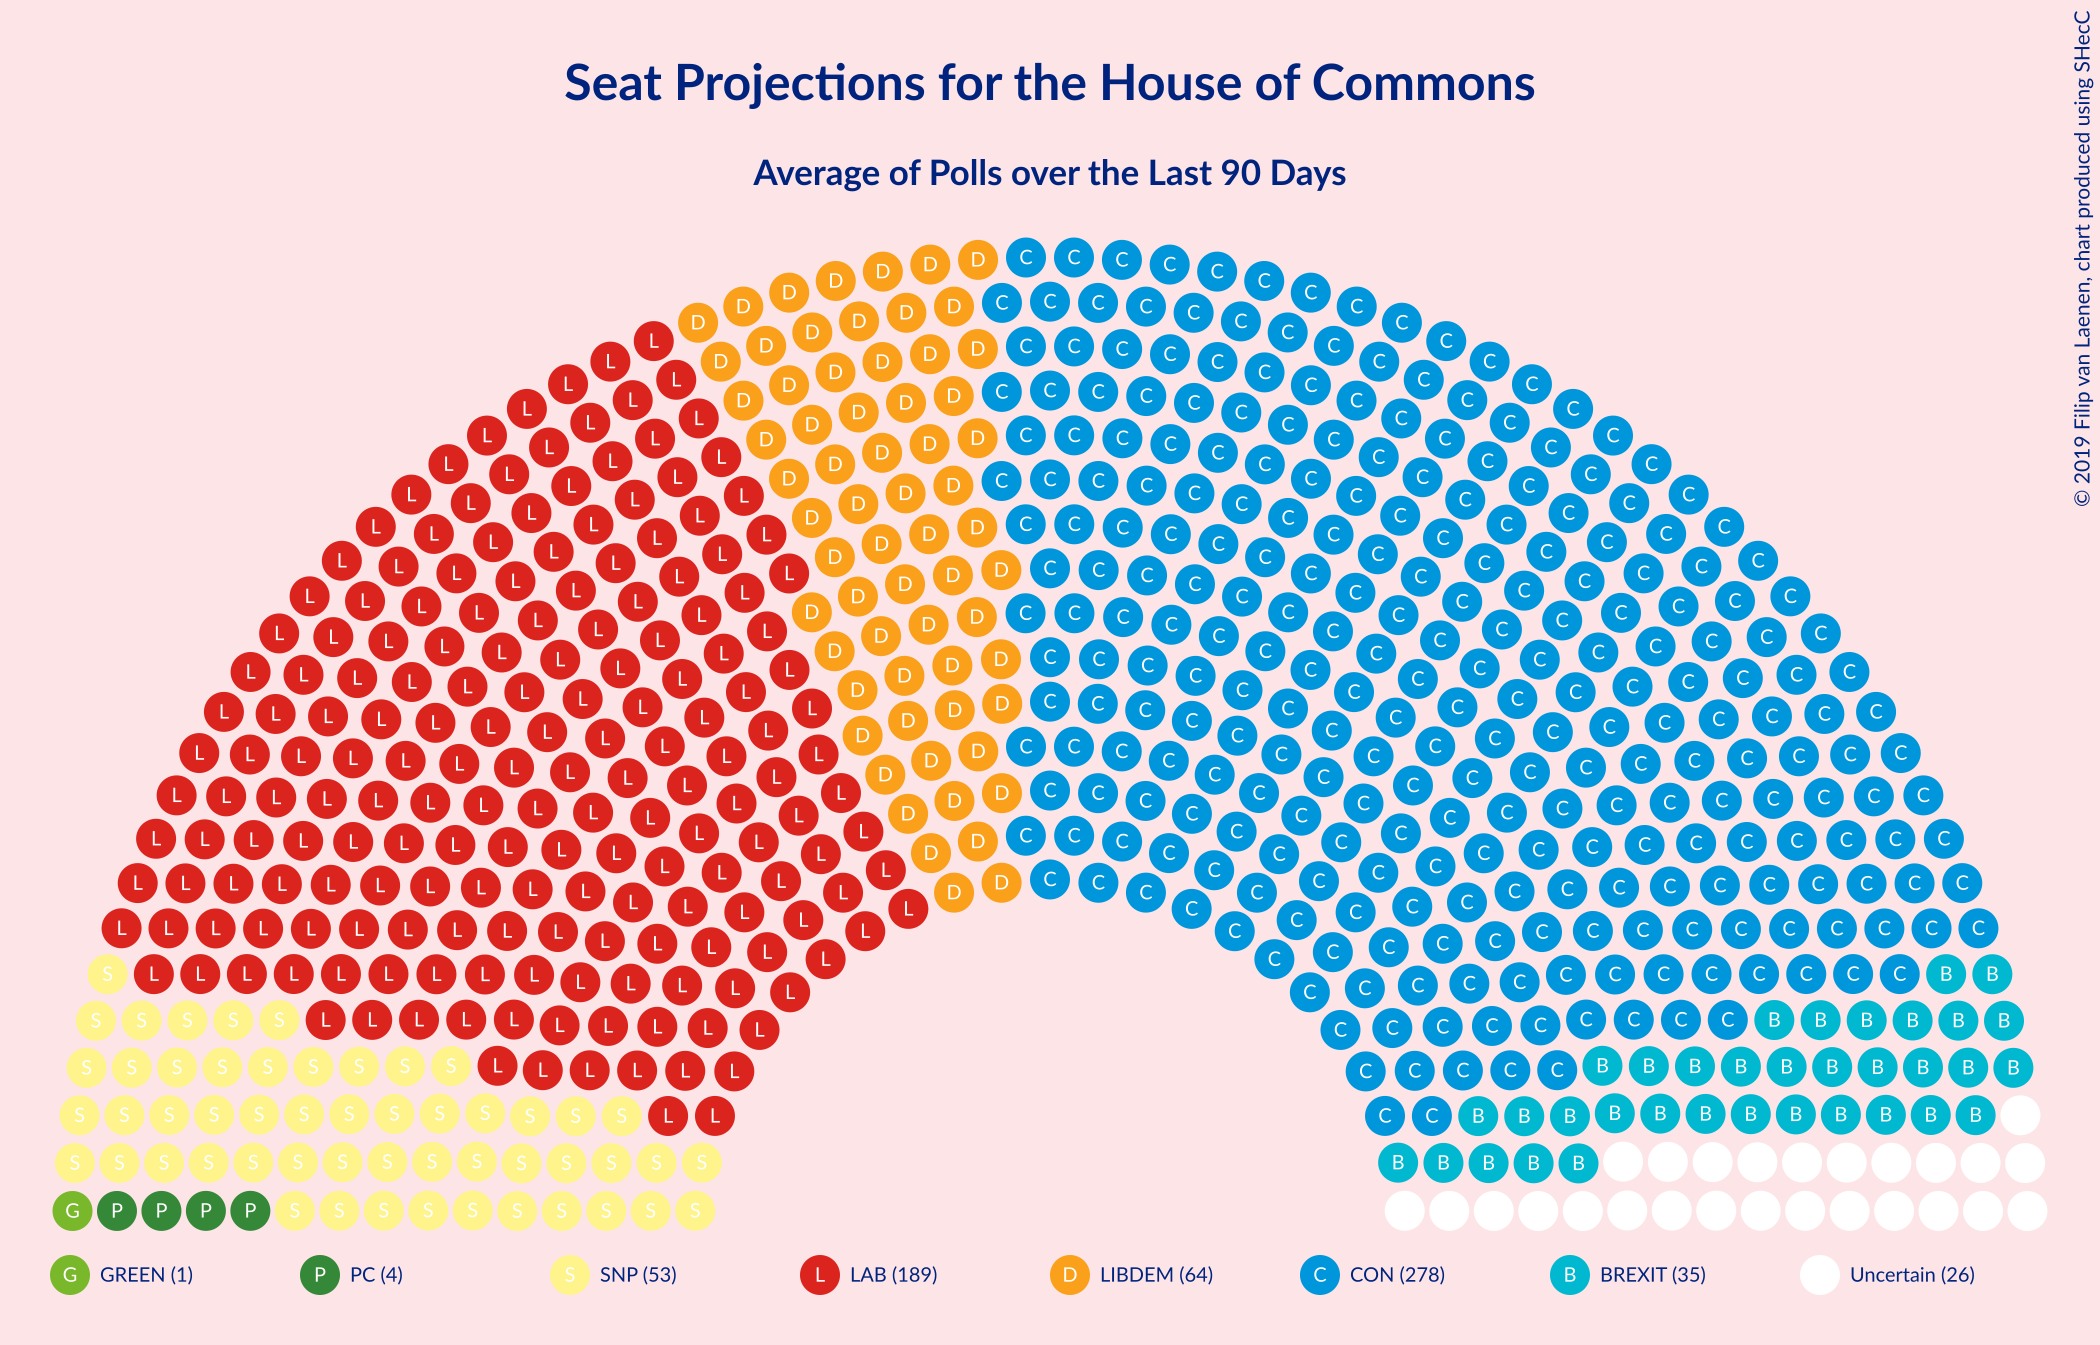 Seat Projections for the House of Commons
Average of Polls over the Last 90 Days
© 2019 Filip van Laenen, chart produced using SHecC
G GREEN (1) P PC (4) S SNP (53) L LAB (189) D LIBDEM (64) C CON (278) B BREXIT (35) Uncertain (26)